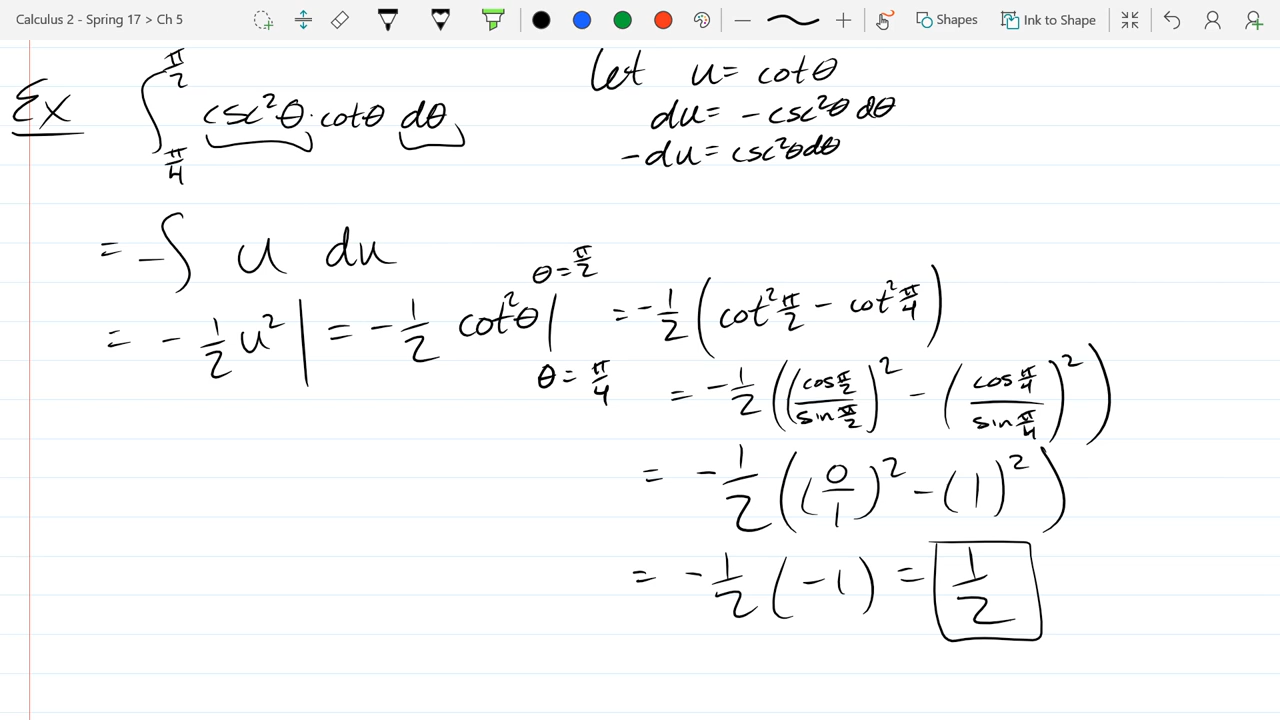 Calculus 2 - Spring 17 > Ch 5 Shapes Ink to Shape
Ex ∫_{π/4}^{π/2} csc²θ · cotθ dθ
let u = cotθ
du = - csc²θ dθ
-du = csc²θdθ
= -∫ u du
= - 1/2 u² | = - 1/2 cot²θ |_{θ = π/4}^{θ = π/2} = - 1/2 (cot² π/2 - cot² π/4)
= - 1/2 ((cos π/2 / sin π/2)² - (cos π/4 / sin π/4)²)
= - 1/2 ((0/1)² - (1)²)
= - 1/2 (-1) = 1/2